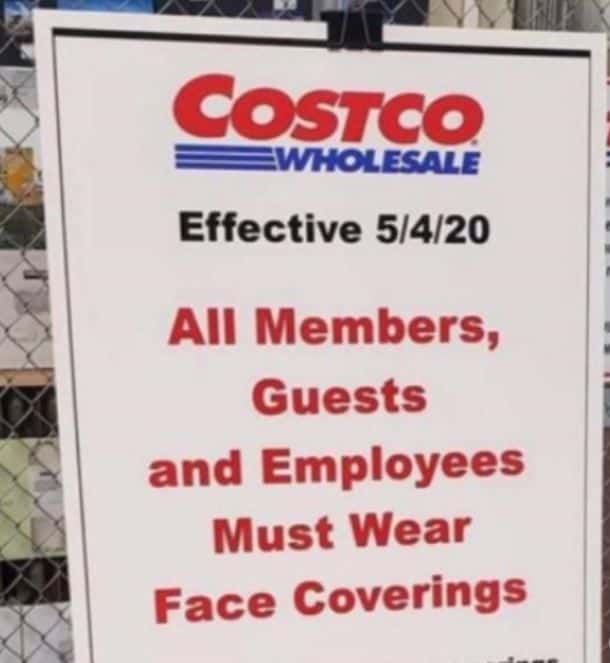 COSTCO
WHOLESALE
Effective 5/4/20
All Members,
Guests
and Employees
Must Wear
Face Coverings